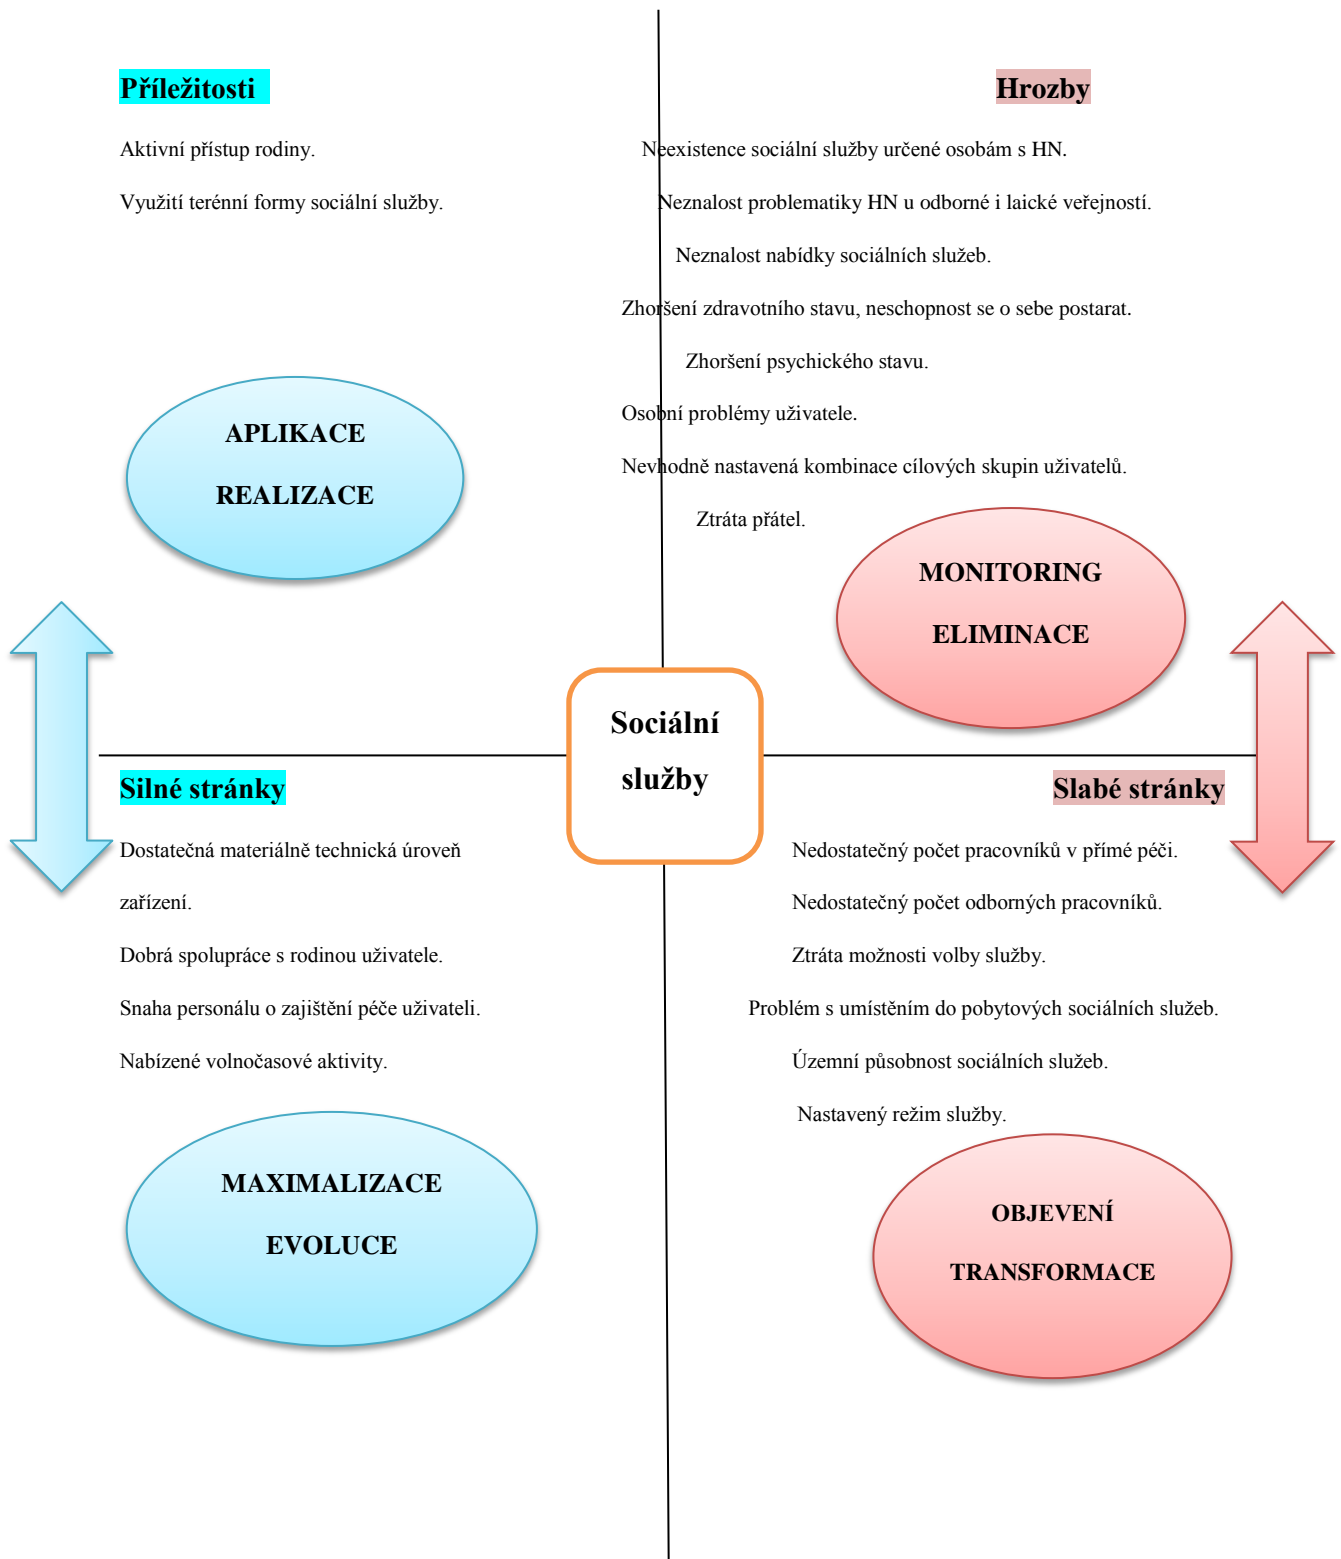 Příležitosti
Aktivní přístup rodiny.
Využití terénní formy sociální služby.
APLIKACE
REALIZACE
Hrozby
Neexistence sociální služby určené osobám s HN.
Neznalost problematiky HN u odborné i laické veřejností.
Neznalost nabídky sociálních služeb.
Zhoršení zdravotního stavu, neschopnost se o sebe postarat.
Zhoršení psychického stavu.
Osobní problémy uživatele.
Nevhodně nastavená kombinace cílových skupin uživatelů.
Ztráta přátel.
MONITORING
ELIMINACE
Sociální
služby
Silné stránky
Dostatečná materiálně technická úroveň
zařízení.
Dobrá spolupráce s rodinou uživatele.
Snaha personálu o zajištění péče uživateli.
Nabízené volnočasové aktivity.
MAXIMALIZACE
EVOLUCE
Slabé stránky
Nedostatečný počet pracovníků v přímé péči.
Nedostatečný počet odborných pracovníků.
Ztráta možnosti volby služby.
Problém s umístěním do pobytových sociálních služeb.
Územní působnost sociálních služeb.
Nastavený režim služby.
OBJEVENÍ
TRANSFORMACE